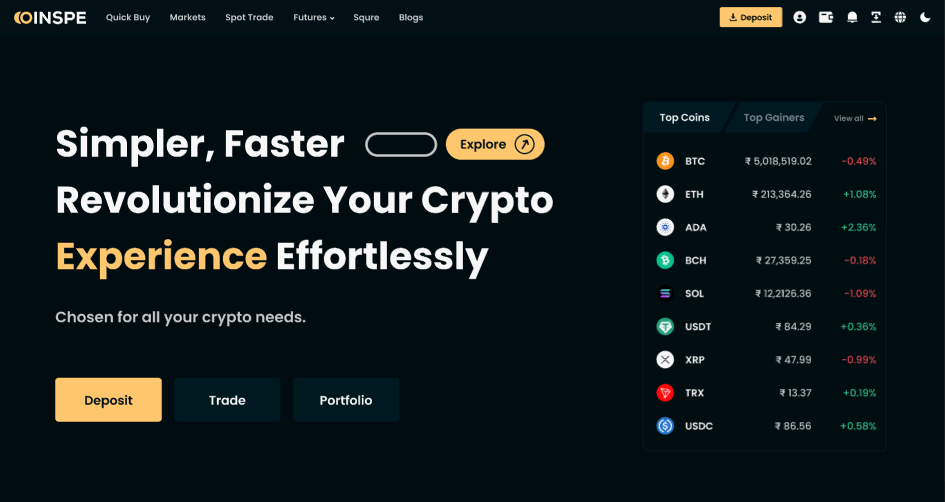 COINSPE Quick Buy Markets Spot Trade Futures Squre Blogs Deposit
Simpler, Faster Explore
Revolutionize Your Crypto
Experience Effortlessly
Chosen for all your crypto needs.
Deposit Trade Portfolio
Top Coins Top Gainers View all →
BTC ₹ 5,018,519.02 -0.49%
ETH ₹ 213,364.26 +1.08%
ADA ₹ 30.26 +2.36%
BCH ₹ 27,359.25 -0.18%
SOL ₹ 12,2126.36 -1.09%
USDT ₹ 84.29 +0.36%
XRP ₹ 47.99 -0.99%
TRX ₹ 13.37 +0.19%
USDC ₹ 86.56 +0.58%